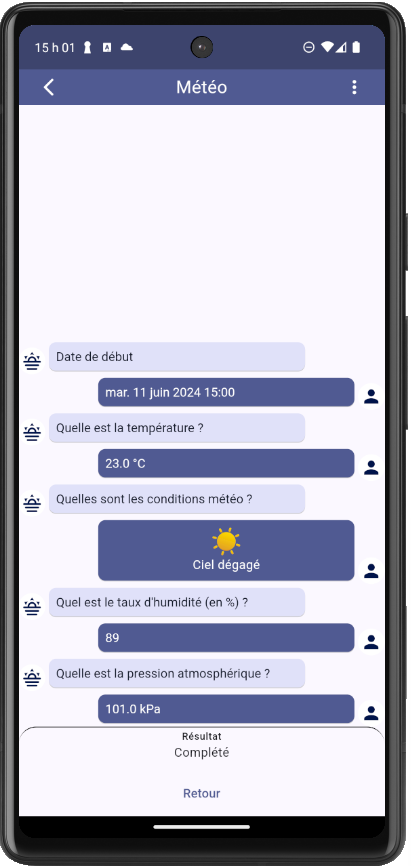 15 h 01
Météo
Date de début
mar. 11 juin 2024 15:00
Quelle est la température ?
23.0 °C
Quelles sont les conditions météo ?
Ciel dégagé
Quel est le taux d'humidité (en %) ?
89
Quelle est la pression atmosphérique ?
101.0 kPa
Résultat
Complété
Retour